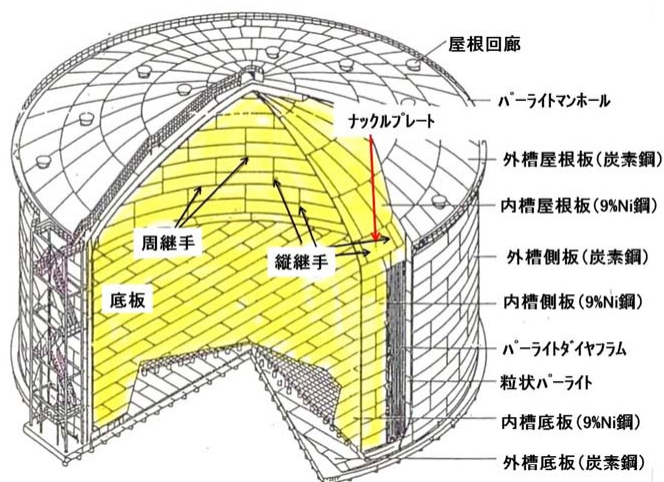 屋根回廊
ﾊﾟｰﾗｲﾄﾏﾝﾎｰﾙ
ナックルプレート
外槽屋根板(炭素鋼)
内槽屋根板(9%Ni鋼)
周継手
縦継手
外槽側板(炭素鋼)
底板
内槽側板(9%Ni鋼)
ﾊﾟｰﾗｲﾄﾀﾞｲﾔﾌﾗﾑ
粒状ﾊﾟｰﾗｲﾄ
内槽底板(9%Ni鋼)
外槽底板(炭素鋼)